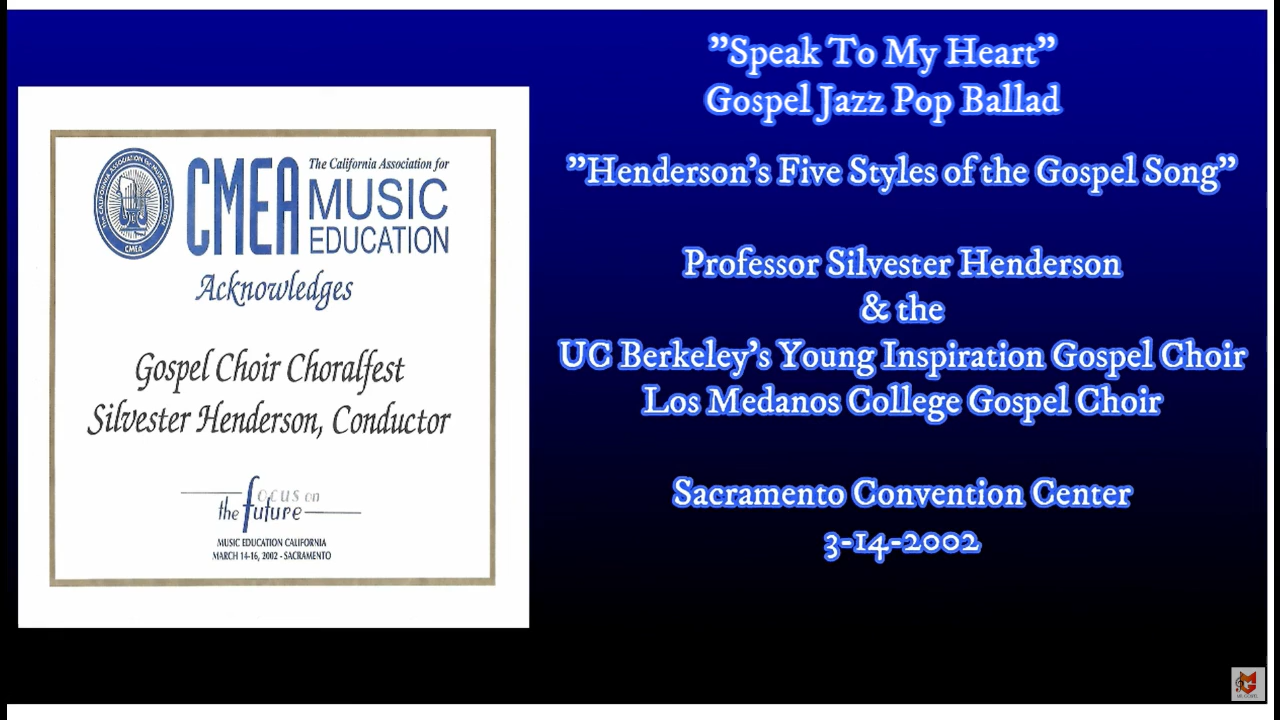 The California Association for
CMEA MUSIC
EDUCATION
Acknowledges
Gospel Choir Choralfest
Silvester Henderson, Conductor
focus on
the future
MUSIC EDUCATION CALIFORNIA
MARCH 14-16, 2002 - SACRAMENTO
"Speak To My Heart"
Gospel Jazz Pop Ballad
"Henderson's Five Styles of the Gospel Song"
Professor Silvester Henderson
& the
UC Berkeley's Young Inspiration Gospel Choir
Los Medanos College Gospel Choir
Sacramento Convention Center
3-14-2002